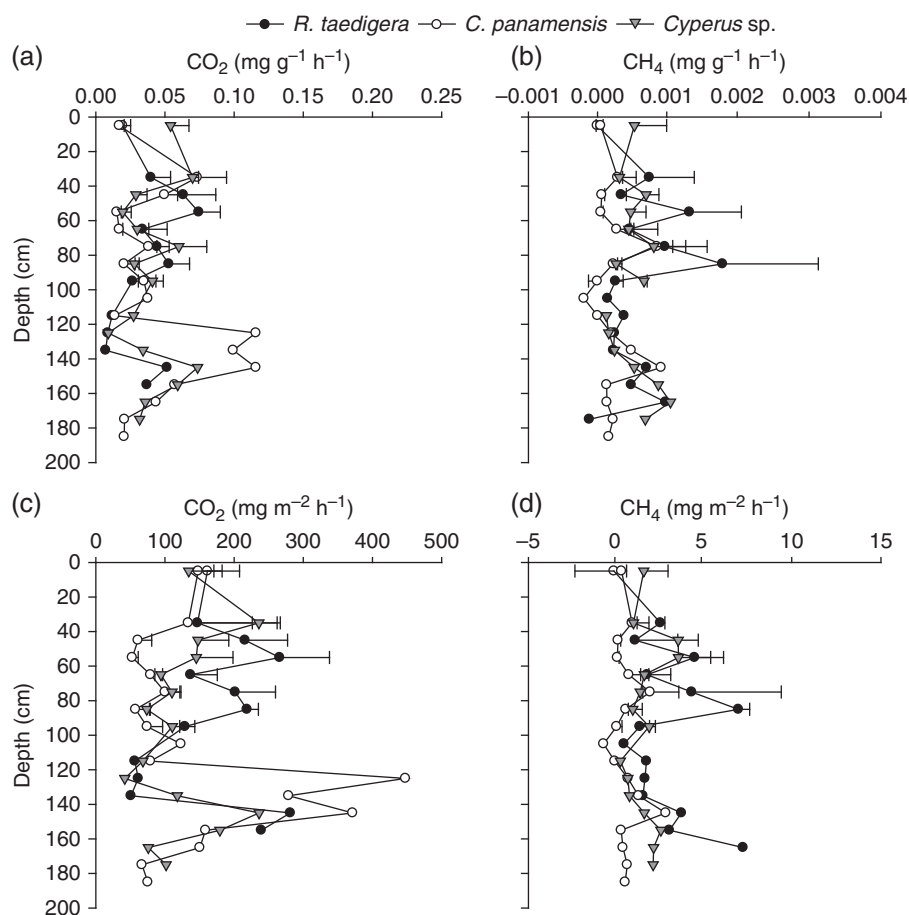 R. taedigera C. panamensis Cyperus sp.
(a) CO₂ (mg g⁻¹ h⁻¹)
0.00 0.05 0.10 0.15 0.20 0.25
0
20
40
60
80
100
120
140
160
180
200
Depth (cm)
(b) CH₄ (mg g⁻¹ h⁻¹)
–0.001 0.000 0.001 0.002 0.003 0.004
(c) CO₂ (mg m⁻² h⁻¹)
0 100 200 300 400 500
0
20
40
60
80
100
120
140
160
180
200
Depth (cm)
(d) CH₄ (mg m⁻² h⁻¹)
–5 0 5 10 15